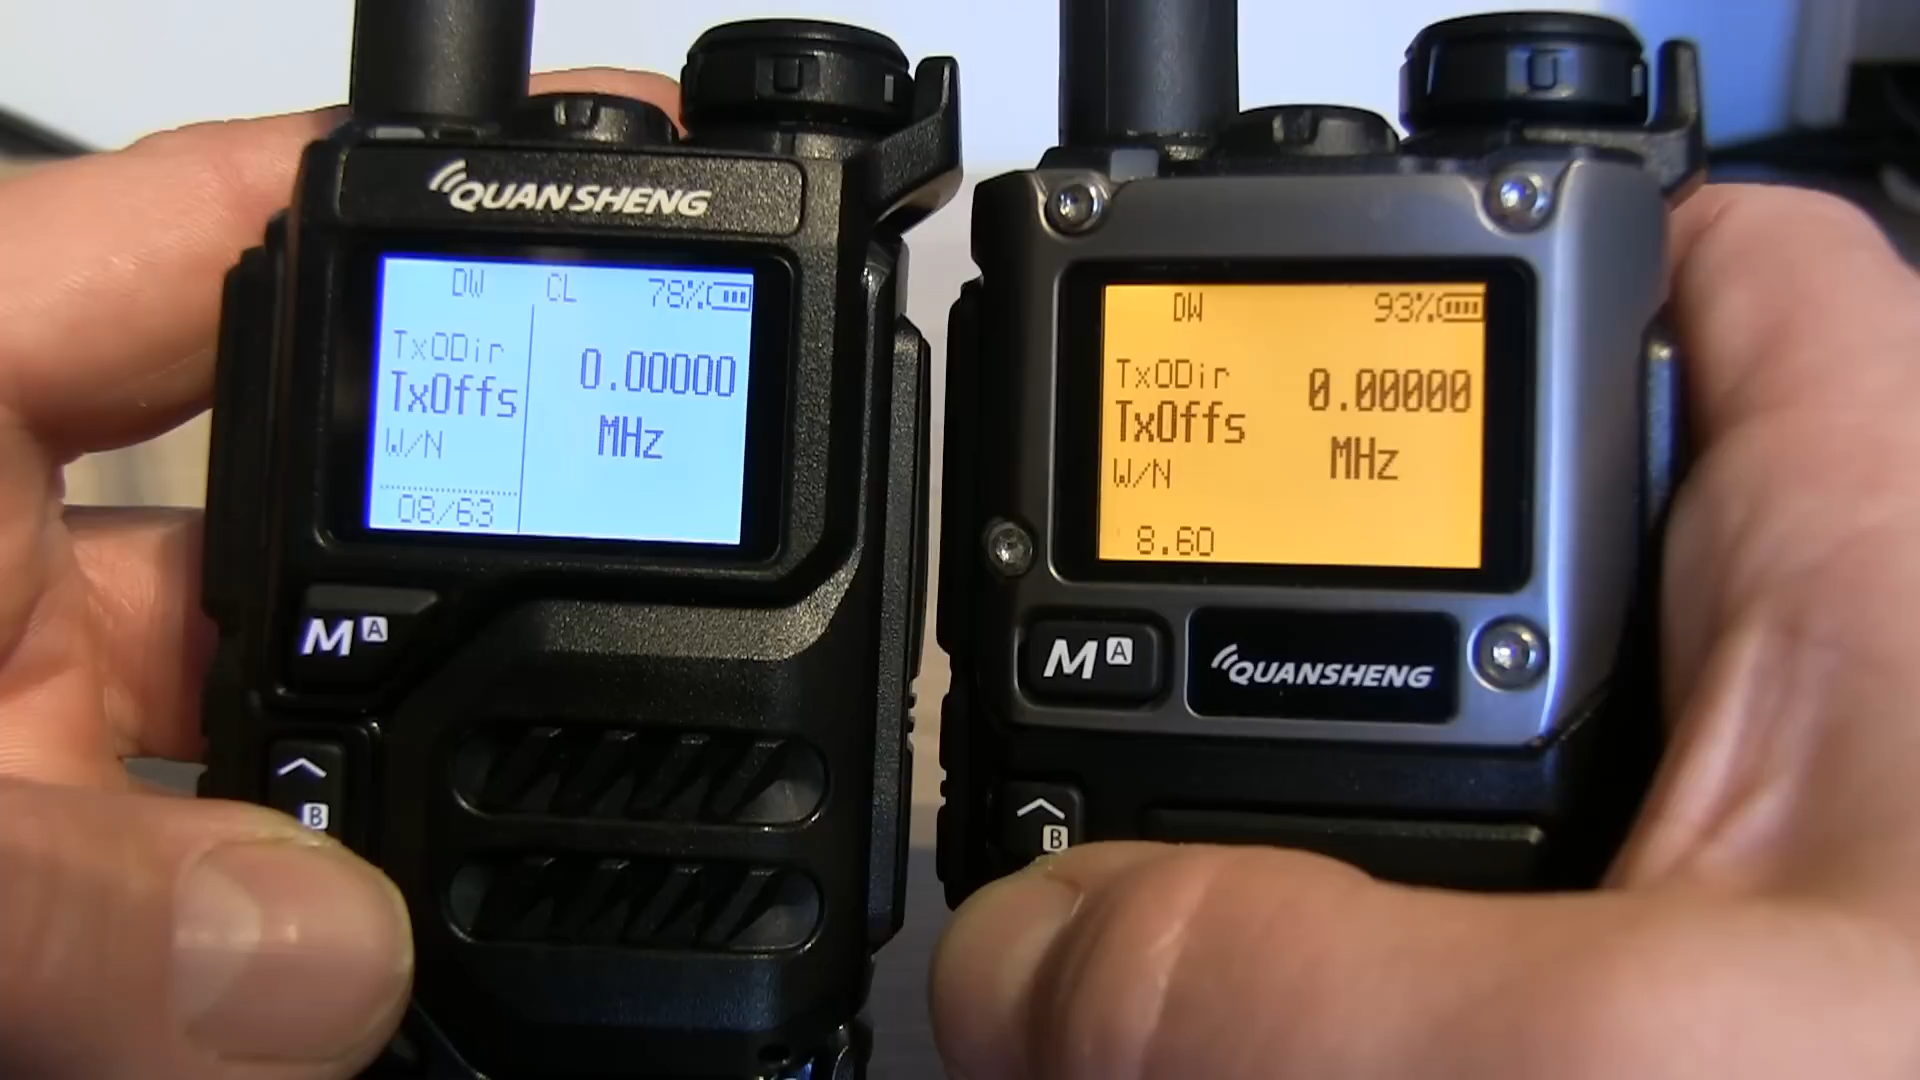 QUANSHENG
DW CL 78%
TxODir
TxOffs
W/N
08/63
0.00000
MHz
M A
B
DW 93%
TxODir
TxOffs
W/N
8.60
0.00000
MHz
M A
QUANSHENG
B